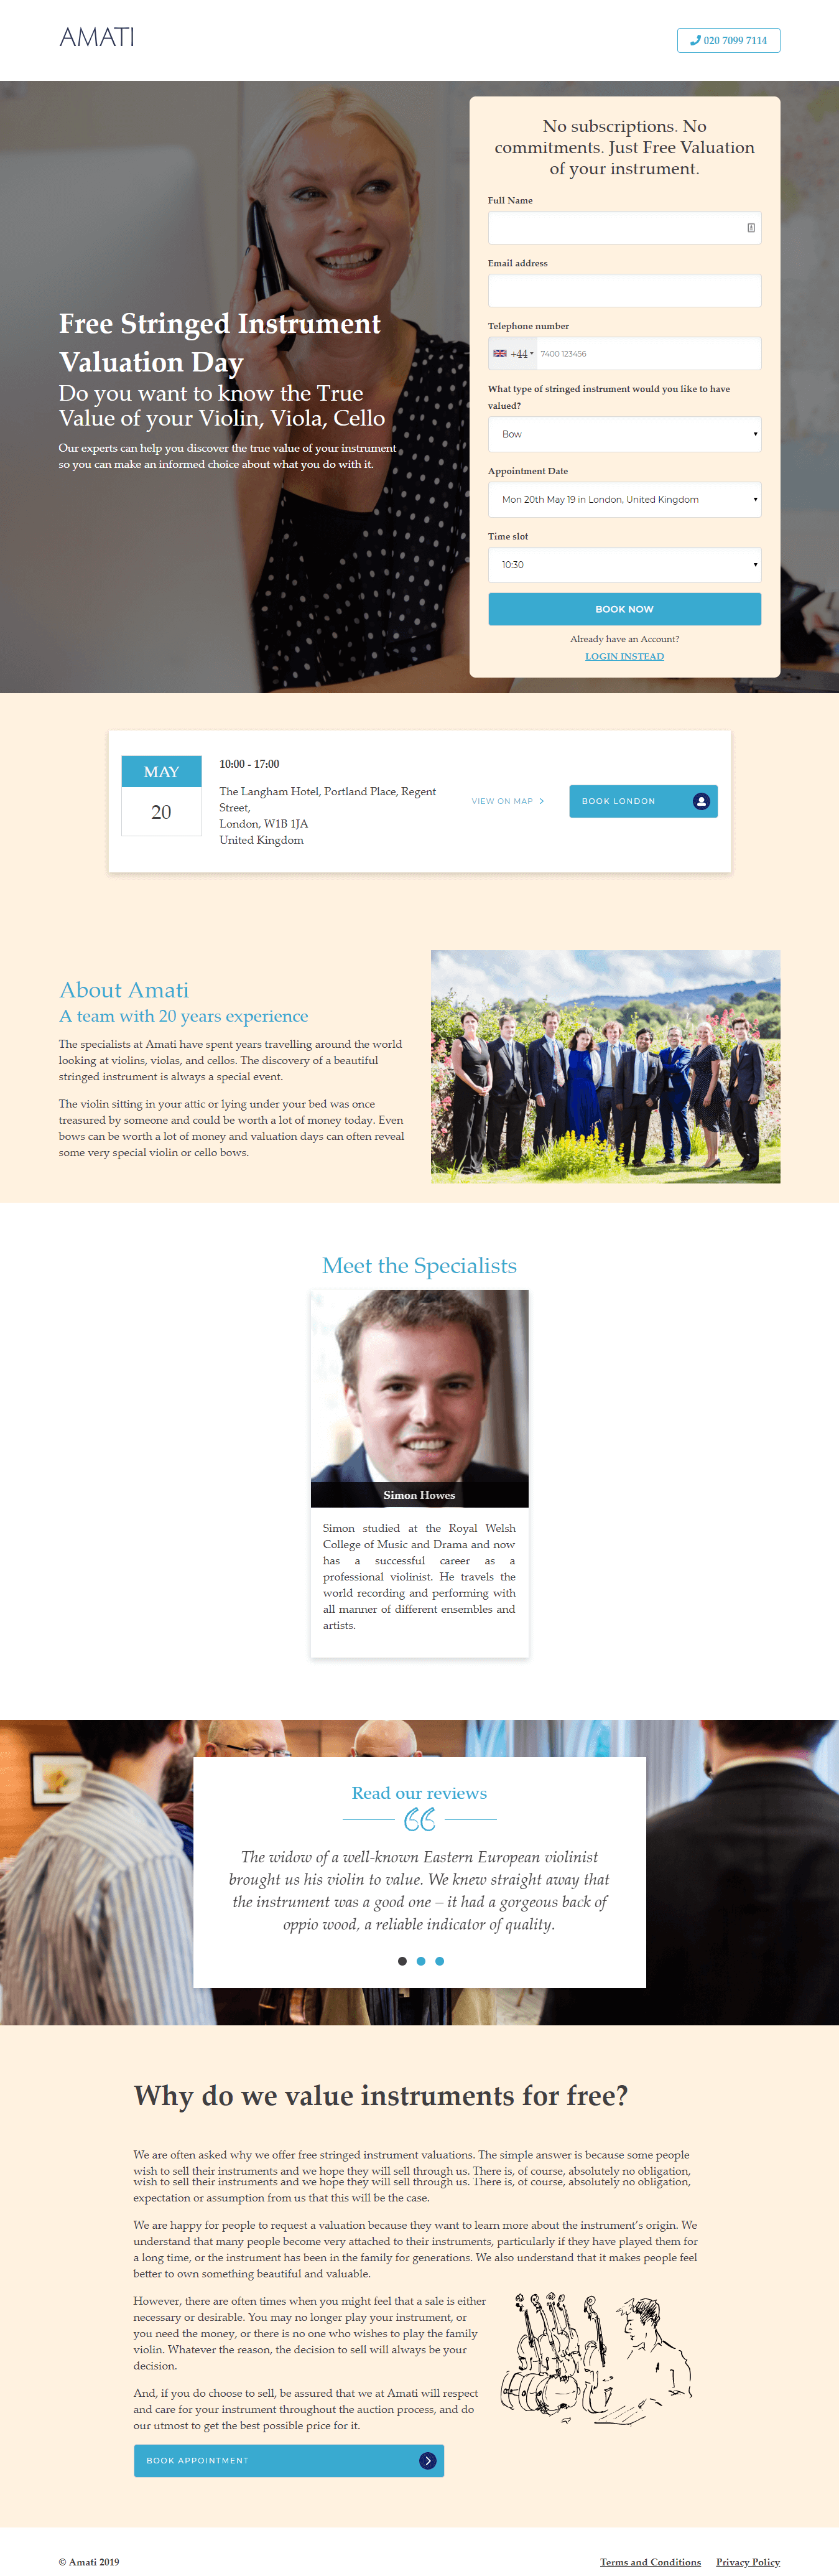 AMATI
020 7099 7114
No subscriptions. No
commitments. Just Free Valuation
of your instrument.
Full Name
Email address
Telephone number
+44
7400 123456
What type of stringed instrument would you like to have
valued?
Bow
Appointment Date
Mon 20th May 19 in London, United Kingdom
Time slot
10:30
BOOK NOW
Already have an Account?
LOGIN INSTEAD
Free Stringed Instrument
Valuation Day
Do you want to know the True
Value of your Violin, Viola, Cello
Our experts can help you discover the true value of your instrument
so you can make an informed choice about what you do with it.
MAY
20
10:00 - 17:00
The Langham Hotel, Portland Place, Regent
Street,
London, W1B 1JA
United Kingdom
VIEW ON MAP
BOOK LONDON
About Amati
A team with 20 years experience
The specialists at Amati have spent years travelling around the world
looking at violins, violas, and cellos. The discovery of a beautiful
stringed instrument is always a special event.
The violin sitting in your attic or lying under your bed was once
treasured by someone and could be worth a lot of money today. Even
bows can be worth a lot of money and valuation days can often reveal
some very special violin or cello bows.
Meet the Specialists
Simon Howes
Simon studied at the Royal Welsh
College of Music and Drama and now
has a successful career as a
professional violinist. He travels the
world recording and performing with
all manner of different ensembles and
artists.
Read our reviews
The widow of a well-known Eastern European violinist
brought us his violin to value. We knew straight away that
the instrument was a good one – it had a gorgeous back of
oppio wood, a reliable indicator of quality.
Why do we value instruments for free?
We are often asked why we offer free stringed instrument valuations. The simple answer is because some people
wish to sell their instruments and we hope they will sell through us. There is, of course, absolutely no obligation,
wish to sell their instruments and we hope they will sell through us. There is, of course, absolutely no obligation,
expectation or assumption from us that this will be the case.
We are happy for people to request a valuation because they want to learn more about the instrument's origin. We
understand that many people become very attached to their instruments, particularly if they have played them for
a long time, or the instrument has been in the family for generations. We also understand that it makes people feel
better to own something beautiful and valuable.
However, there are often times when you might feel that a sale is either
necessary or desirable. You may no longer play your instrument, or
you need the money, or there is no one who wishes to play the family
violin. Whatever the reason, the decision to sell will always be your
decision.
And, if you do choose to sell, be assured that we at Amati will respect
and care for your instrument throughout the auction process, and do
our utmost to get the best possible price for it.
BOOK APPOINTMENT
© Amati 2019
Terms and Conditions
Privacy Policy